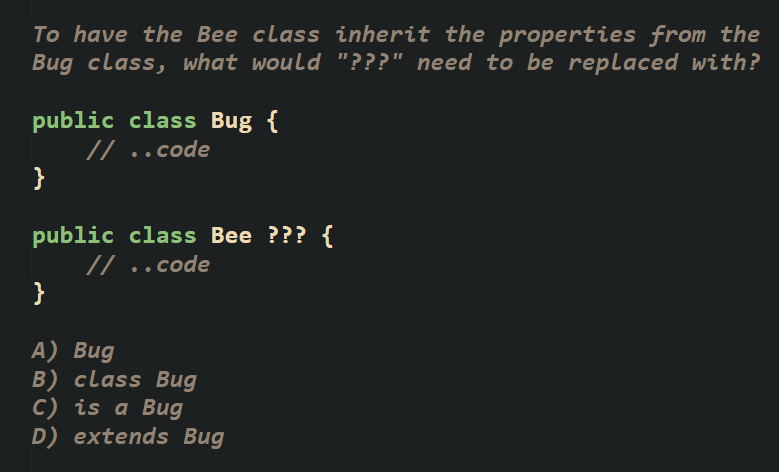 To have the Bee class inherit the properties from the
Bug class, what would "???" need to be replaced with?
public class Bug {
// ..code
}
public class Bee ??? {
// ..code
}
A) Bug
B) class Bug
C) is a Bug
D) extends Bug